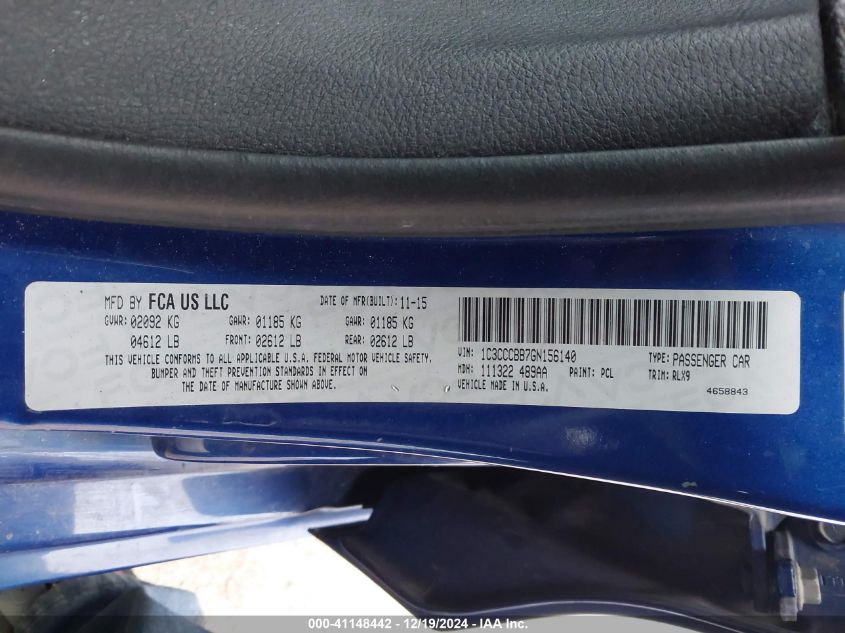 MFD BY FCA US LLC DATE OF MFR(BUILT): 11-15
GVWR: 02092 KG GAWR: 01185 KG GAWR: 01185 KG
04612 LB FRONT: 02612 LB REAR: 02612 LB
THIS VEHICLE CONFORMS TO ALL APPLICABLE U.S.A. FEDERAL MOTOR VEHICLE SAFETY,
BUMPER AND THEFT PREVENTION STANDARDS IN EFFECT ON
THE DATE OF MANUFACTURE SHOWN ABOVE.
VIN: 1C3CCCBB7GN156140 TYPE: PASSENGER CAR
MDH: 111322 489AA PAINT: PCL TRIM: RLX9
VEHICLE MADE IN U.S.A. 4658843
000-41148442 - 12/19/2024 - © IAA, Inc.